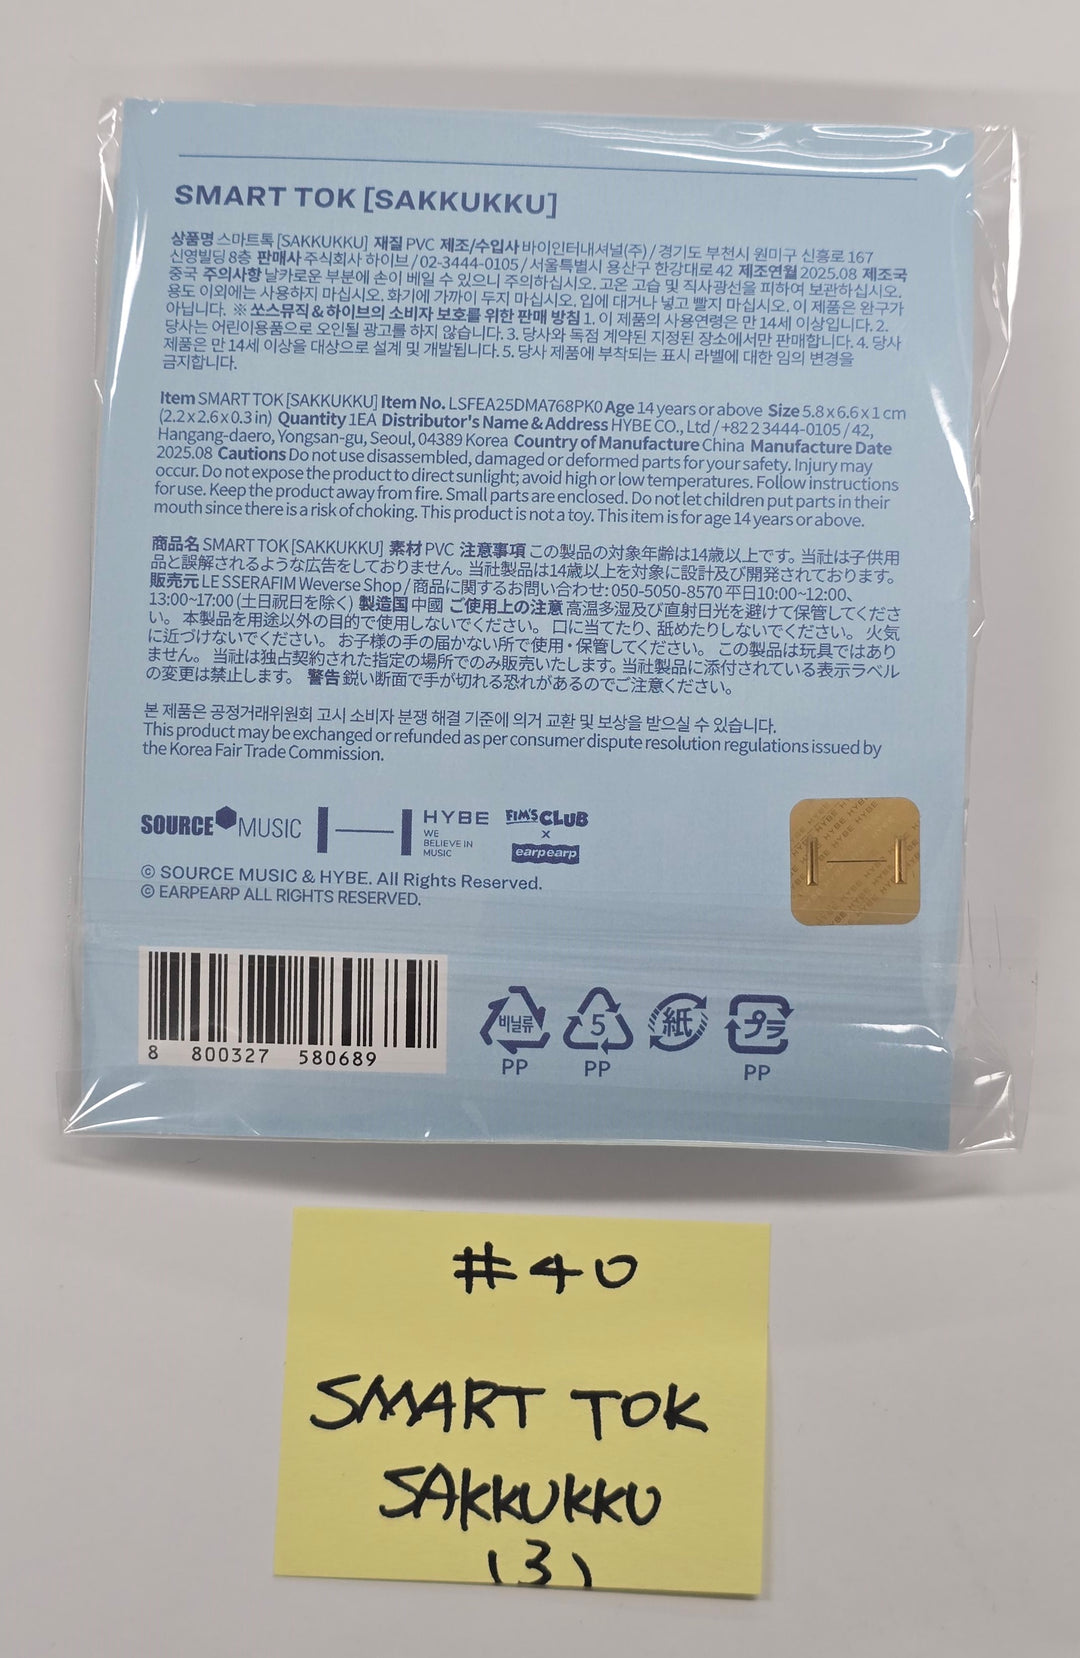 SMART TOK [SAKKUKKU]
상품명 스마트톡 [SAKKUKKU] 재질 PVC 제조/수입사 바이인터내셔널(주) / 경기도 부천시 원미구 신흥로 167
신영빌딩 8층 판매사 주식회사 하이브 / 02-3444-0105 / 서울특별시 용산구 한강대로 42 제조연월 2025.08 제조국
중국 주의사항 날카로운 부분에 손이 베일 수 있으니 주의하십시오. 고온 고습 및 직사광선을 피하여 보관하십시오.
용도 이외에는 사용하지 마십시오. 화기에 가까이 두지 마십시오. 입에 대거나 넣고 빨지 마십시오. 이 제품은 완구가
아닙니다. ※ 쏘스뮤직 & 하이브의 소비자 보호를 위한 판매 방침 1. 이 제품의 사용연령은 만 14세 이상입니다. 2.
당사는 어린이용품으로 오인될 광고를 하지 않습니다. 3. 당사와 독점 계약된 지정된 장소에서만 판매합니다. 4. 당사
제품은 만 14세 이상을 대상으로 설계 및 개발됩니다. 5. 당사 제품에 부착되는 표시 라벨에 대한 임의 변경을
금지합니다.
Item SMART TOK [SAKKUKKU] Item No. LSFEA25DMA768PK0 Age 14 years or above Size 5.8 x 6.6 x 1 cm
(2.2 x 2.6 x 0.3 in) Quantity 1EA Distributor's Name & Address HYBE CO., Ltd / +82 2 3444-0105 / 42,
Hangang-daero, Yongsan-gu, Seoul, 04389 Korea Country of Manufacture China Manufacture Date
2025.08 Cautions Do not use disassembled, damaged or deformed parts for your safety. Injury may
occur. Do not expose the product to direct sunlight; avoid high or low temperatures. Follow instructions
for use. Keep the product away from fire. Small parts are enclosed. Do not let children put parts in their
mouth since there is a risk of choking. This product is not a toy. This item is for age 14 years or above.
商品名 SMART TOK [SAKKUKKU] 素材 PVC 注意事項 この製品の対象年齢は14歳以上です。当社は子供用
品と誤解されるような広告をしておりません。当社製品は14歳以上を対象に設計及び開発されております。
販売元 LE SSERAFIM Weverse Shop / 商品に関するお問い合わせ: 050-5050-8570 平日10:00~12:00、
13:00~17:00 (土日祝日を除く) 製造国 中國 ご使用上の注意 高温多湿及び直射日光を避けて保管してくださ
い。 本製品を用途以外の目的で使用しないでください。 口に当てたり、舐めたりしないでください。 火気
に近づけないでください。 お子様の手の届かない所で使用・保管してください。 この製品は玩具ではあり
ません。 当社は独占契約された指定の場所でのみ販売いたします。当社製品に添付されている表示ラベル
の変更は禁止します。 警告 鋭い断面で手が切れる恐れがあるのでご注意ください。
본 제품은 공정거래위원회 고시 소비자 분쟁 해결 기준에 의거 교환 및 보상을 받으실 수 있습니다.
This product may be exchanged or refunded as per consumer dispute resolution regulations issued by
the Korea Fair Trade Commission.
SOURCE MUSIC
HYBE
WE
BELIEVE IN
MUSIC
FIM'S CLUB
x
earpearp
© SOURCE MUSIC & HYBE. All Rights Reserved.
© EARPEARP ALL RIGHTS RESERVED.
8 800327 580689
비닐류
PP
5
PP
紙
プラ
PP
#40
SMART TOK
SAKKUKKU
(3)